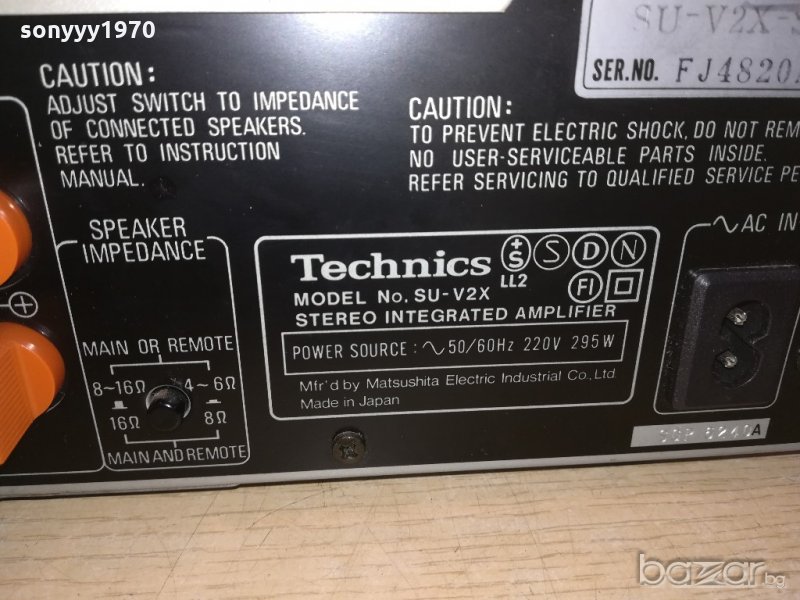 sonyyy1970
SU-V2X-S
SER.NO. FJ4820
CAUTION:
ADJUST SWITCH TO IMPEDANCE
OF CONNECTED SPEAKERS.
REFER TO INSTRUCTION
MANUAL.
CAUTION:
TO PREVENT ELECTRIC SHOCK, DO NOT REM
NO USER-SERVICEABLE PARTS INSIDE.
REFER SERVICING TO QUALIFIED SERVICE PE
SPEAKER
IMPEDANCE
MAIN OR REMOTE
8~16Ω 4~6Ω
16Ω 8Ω
MAIN AND REMOTE
Technics
+S S D N
LL2 FI
MODEL No. SU-V2X
STEREO INTEGRATED AMPLIFIER
POWER SOURCE : ∿ 50/60Hz 220V 295W
Mfr'd by Matsushita Electric Industrial Co., Ltd.
Made in Japan
∿ AC IN
bazar.bg